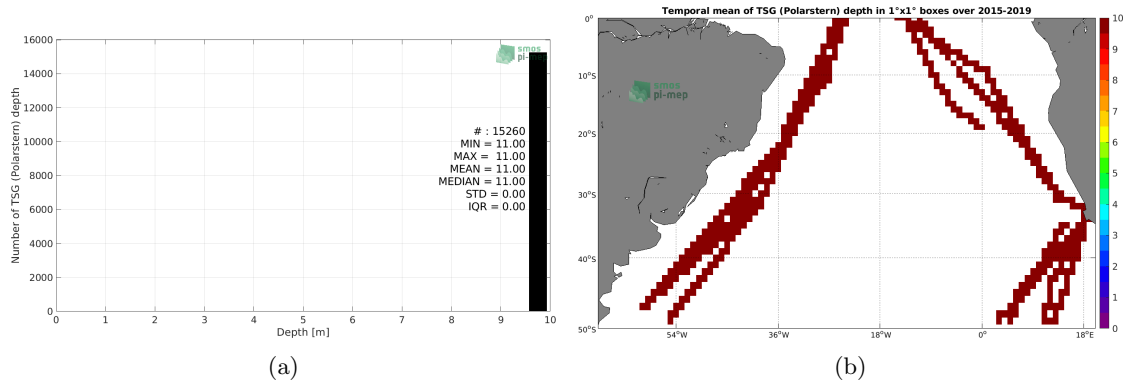 Number of TSG (Polarstern) depth
16000
14000
12000
10000
8000
6000
4000
2000
0
smos
pi-mep
# : 15260
MIN = 11.00
MAX = 11.00
MEAN = 11.00
MEDIAN = 11.00
STD = 0.00
IQR = 0.00
0 1 2 3 4 5 6 7 8 9 10
Depth [m]
(a)
Temporal mean of TSG (Polarstern) depth in 1°x1° boxes over 2015-2019
0°
10°S
20°S
30°S
40°S
50°S
smos
pi-mep
54°W 36°W 18°W 0° 18°E
10
9
8
7
6
5
4
3
2
1
0
(b)